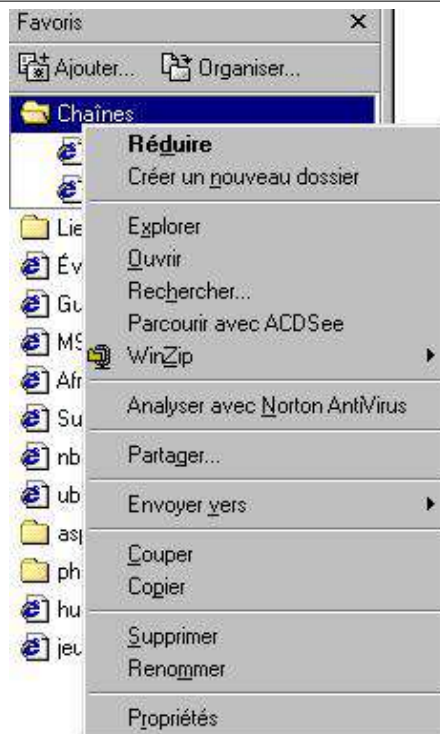 Favoris
Ajouter... Organiser...
Chaînes
Réduire
Créer un nouveau dossier
Explorer
Ouvrir
Rechercher...
Parcourir avec ACDSee
WinZip
Analyser avec Norton AntiVirus
Partager...
Envoyer vers
Couper
Copier
Supprimer
Renommer
Propriétés